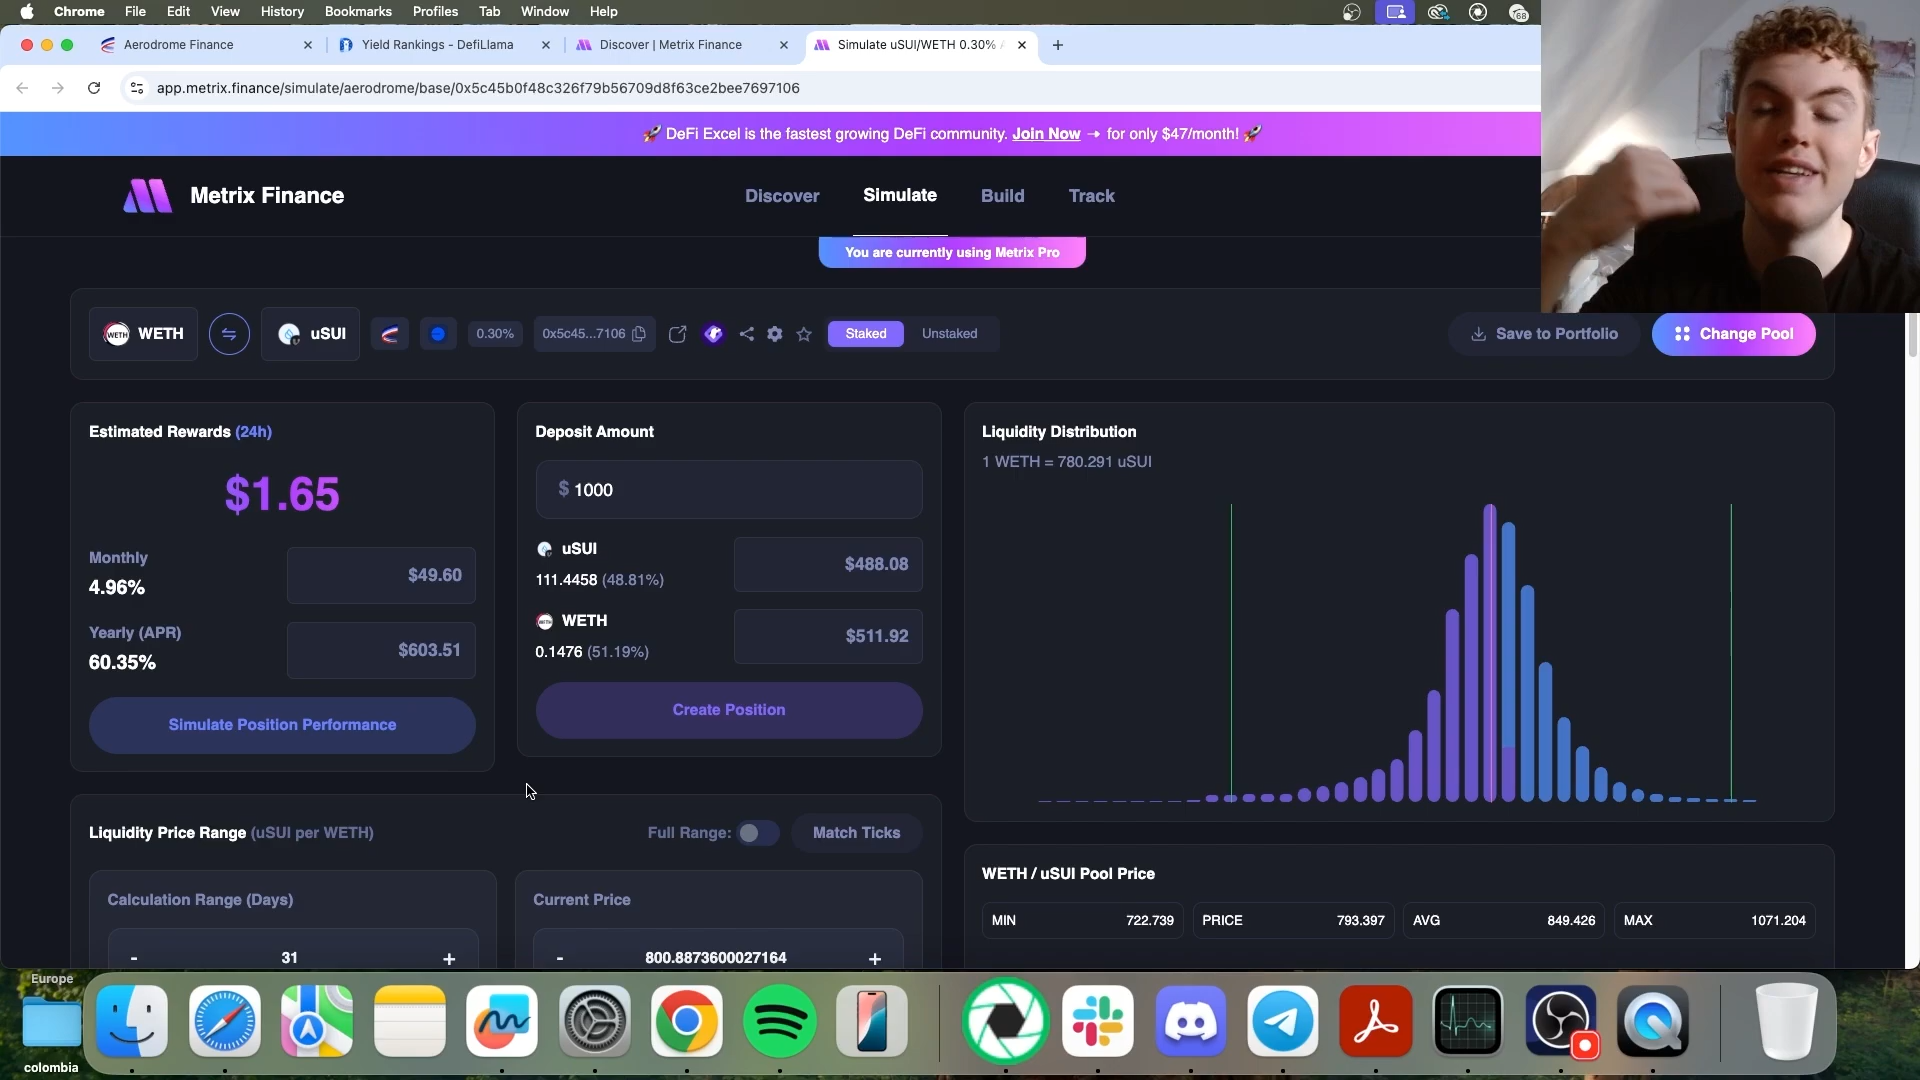 Chrome File Edit View History Bookmarks Profiles Tab Window Help
68
Aerodrome Finance
Yield Rankings - DefiLlama
Discover | Metrix Finance
Simulate uSUI/WETH 0.30%
app.metrix.finance/simulate/aerodrome/base/0x5c45b0f48c326f79b56709d8f63ce2bee7697106
🚀 DeFi Excel is the fastest growing DeFi community. Join Now → for only $47/month! 🚀
Metrix Finance
Discover Simulate Build Track
You are currently using Metrix Pro
WETH
uSUI
0.30%
0x5c45...7106
Staked
Unstaked
Save to Portfolio
Change Pool
Estimated Rewards (24h)
$1.65
Monthly
4.96%
$49.60
Yearly (APR)
60.35%
$603.51
Simulate Position Performance
Deposit Amount
$ 1000
uSUI
111.4458 (48.81%)
$488.08
WETH
0.1476 (51.19%)
$511.92
Create Position
Liquidity Distribution
1 WETH = 780.291 uSUI
Liquidity Price Range (uSUI per WETH)
Full Range:
Match Ticks
Calculation Range (Days)
- 31 +
Current Price
- 800.8873600027164 +
WETH / uSUI Pool Price
MIN 722.739
PRICE 793.397
AVG 849.426
MAX 1071.204
Europe
colombia